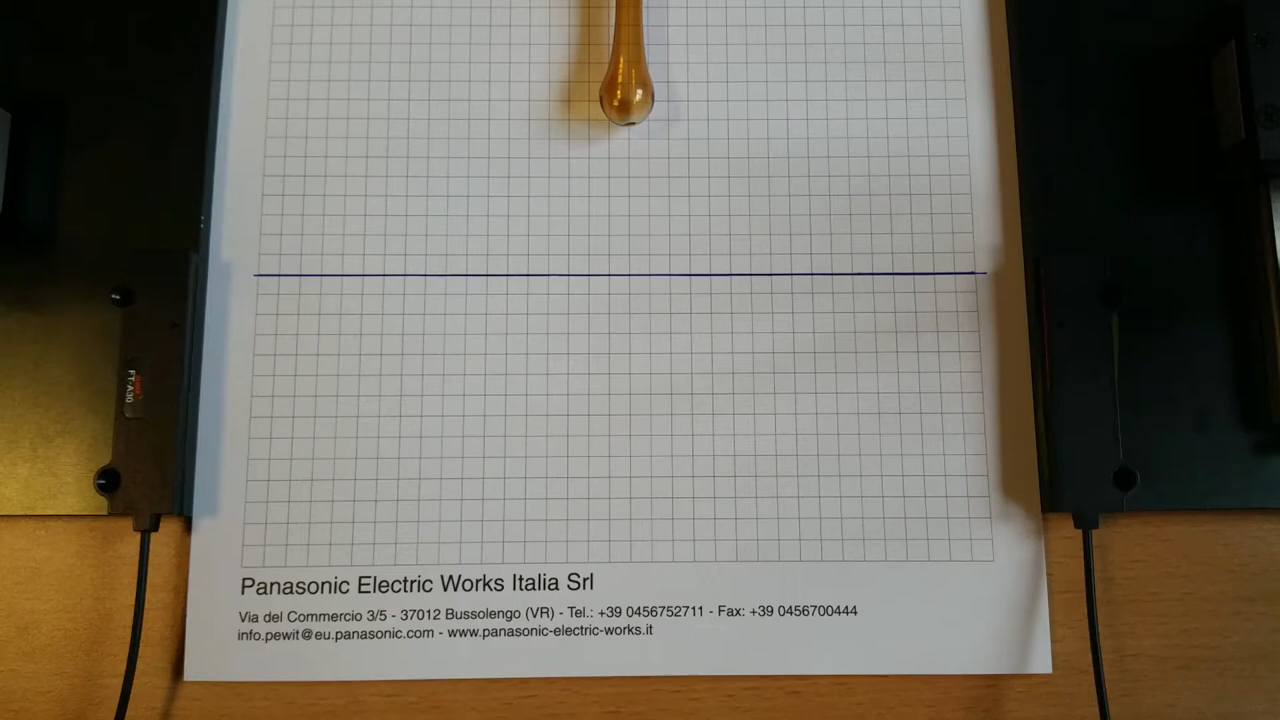 FT-A30
Panasonic Electric Works Italia Srl
Via del Commercio 3/5 - 37012 Bussolengo (VR) - Tel.: +39 0456752711 - Fax: +39 0456700444
info.pewit@eu.panasonic.com - www.panasonic-electric-works.it